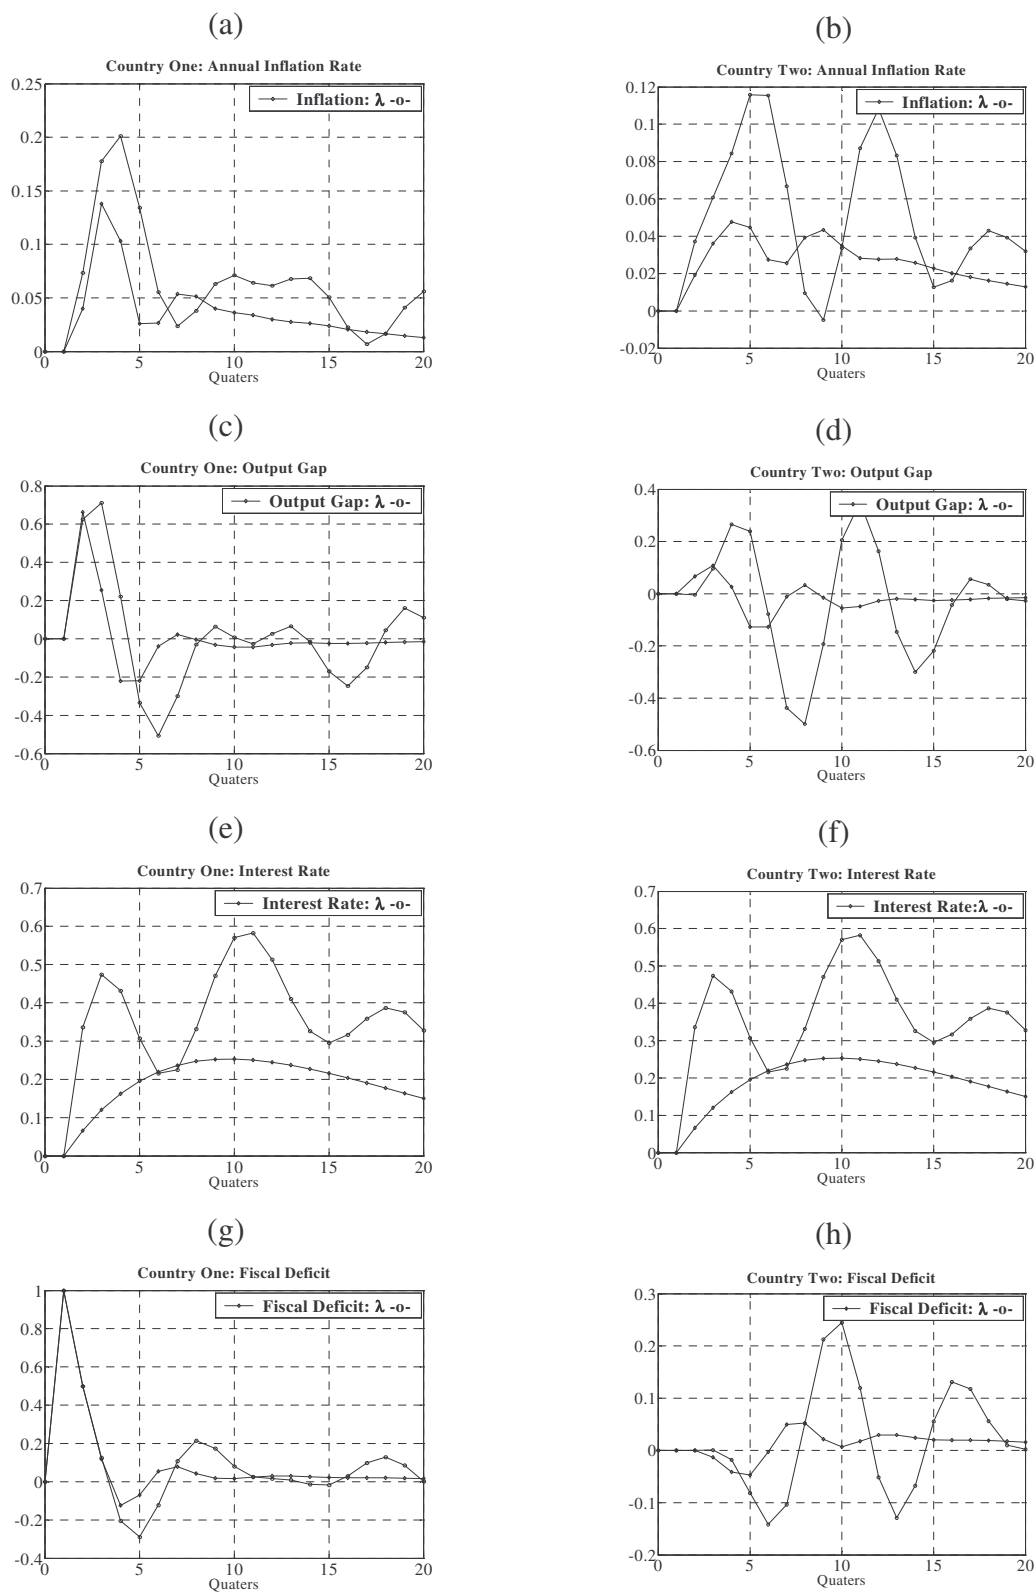 (a)
Country One: Annual Inflation Rate
0.25
0.2
0.15
0.1
0.05
0
Inflation: λ -o-
0 5 10 15 20
Quaters
(b)
Country Two: Annual Inflation Rate
0.12
0.1
0.08
0.06
0.04
0.02
0
-0.02
Inflation: λ -o-
0 5 10 15 20
Quaters
(c)
Country One: Output Gap
0.8
0.6
0.4
0.2
0
-0.2
-0.4
-0.6
Output Gap: λ -o-
0 5 10 15 20
Quaters
(d)
Country Two: Output Gap
0.4
0.2
0
-0.2
-0.4
-0.6
Output Gap: λ -o-
0 5 10 15 20
Quaters
(e)
Country One: Interest Rate
0.7
0.6
0.5
0.4
0.3
0.2
0.1
0
Interest Rate: λ -o-
0 5 10 15 20
Quaters
(f)
Country Two: Interest Rate
0.7
0.6
0.5
0.4
0.3
0.2
0.1
0
Interest Rate:λ -o-
0 5 10 15 20
Quaters
(g)
Country One: Fiscal Deficit
1
0.8
0.6
0.4
0.2
0
-0.2
-0.4
Fiscal Deficit: λ -o-
0 5 10 15 20
Quaters
(h)
Country Two: Fiscal Deficit
0.3
0.2
0.1
0
-0.1
-0.2
Fiscal Deficit: λ -o-
0 5 10 15 20
Quaters